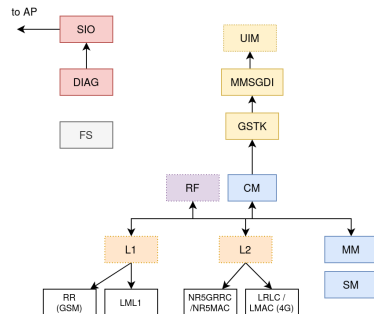 to AP
SIO
UIM
DIAG
MMSGDI
FS
GSTK
RF
CM
L1
L2
MM
SM
RR
(GSM)
LML1
NR5GRRC
/NR5MAC
LRLC /
LMAC (4G)